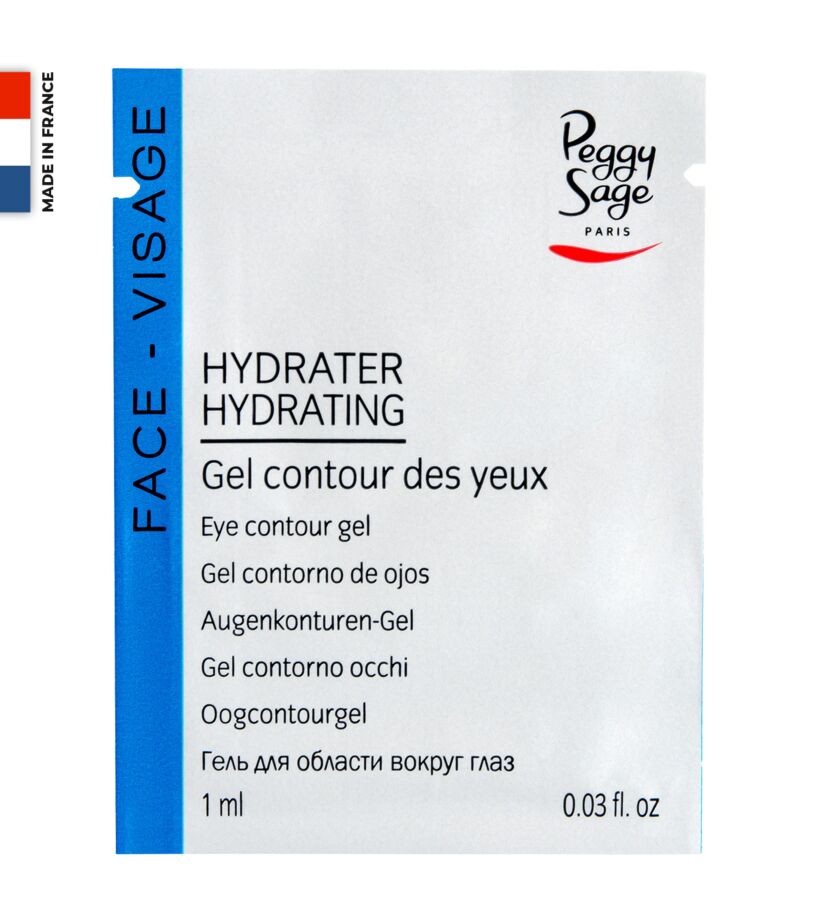 MADE IN FRANCE
FACE - VISAGE
Peggy
Sage
PARIS
HYDRATER
HYDRATING
Gel contour des yeux
Eye contour gel
Gel contorno de ojos
Augenkonturen-Gel
Gel contorno occhi
Oogcontourgel
Гель для области вокруг глаз
1 ml 0.03 fl. oz